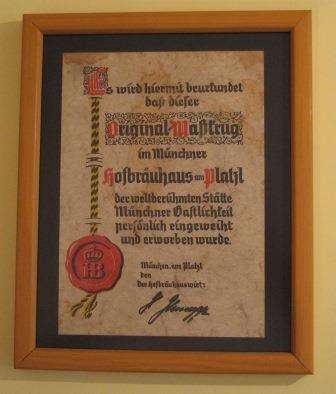 Es wird hiermit beurkundet
daß dieser
Original-Maßkrug
im Münchner
Hofbräuhaus am Platzl
der weltberühmten Stätte
Münchner Gastlichkeit
persönlich eingeweiht
und erworben wurde.
München, am Platzl
den
Der Hofbräuhauswirt:
HB